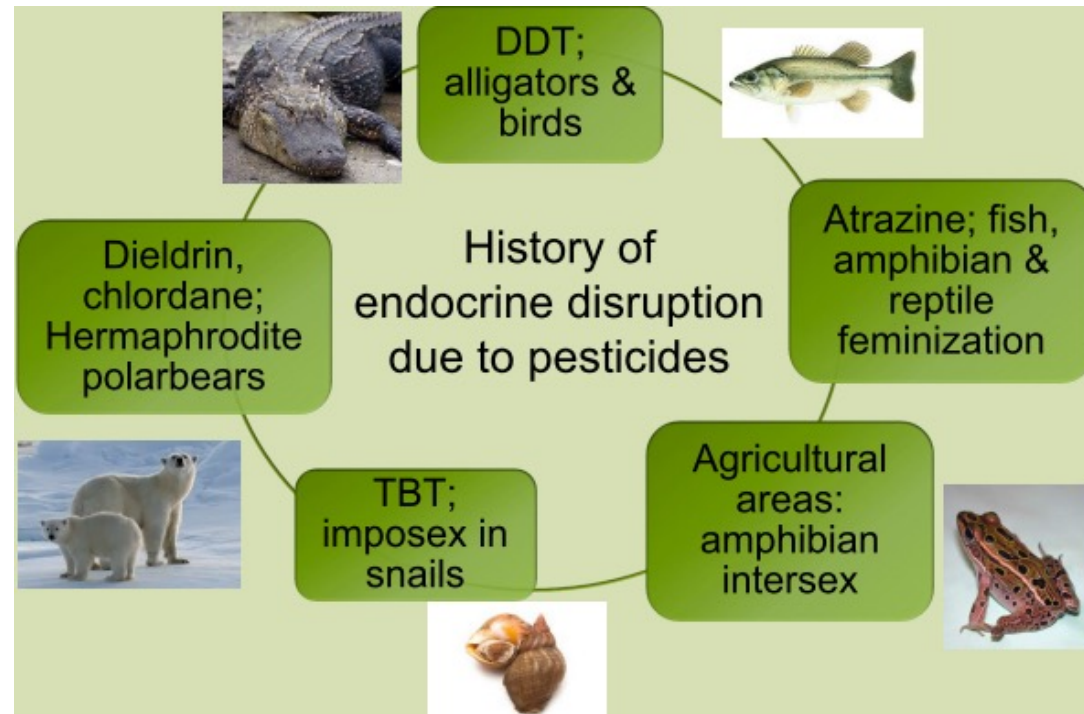 DDT;
alligators &
birds
Atrazine; fish,
amphibian &
reptile
feminization
History of
endocrine disruption
due to pesticides
Dieldrin,
chlordane;
Hermaphrodite
polarbears
Agricultural
areas:
amphibian
intersex
TBT;
imposex in
snails